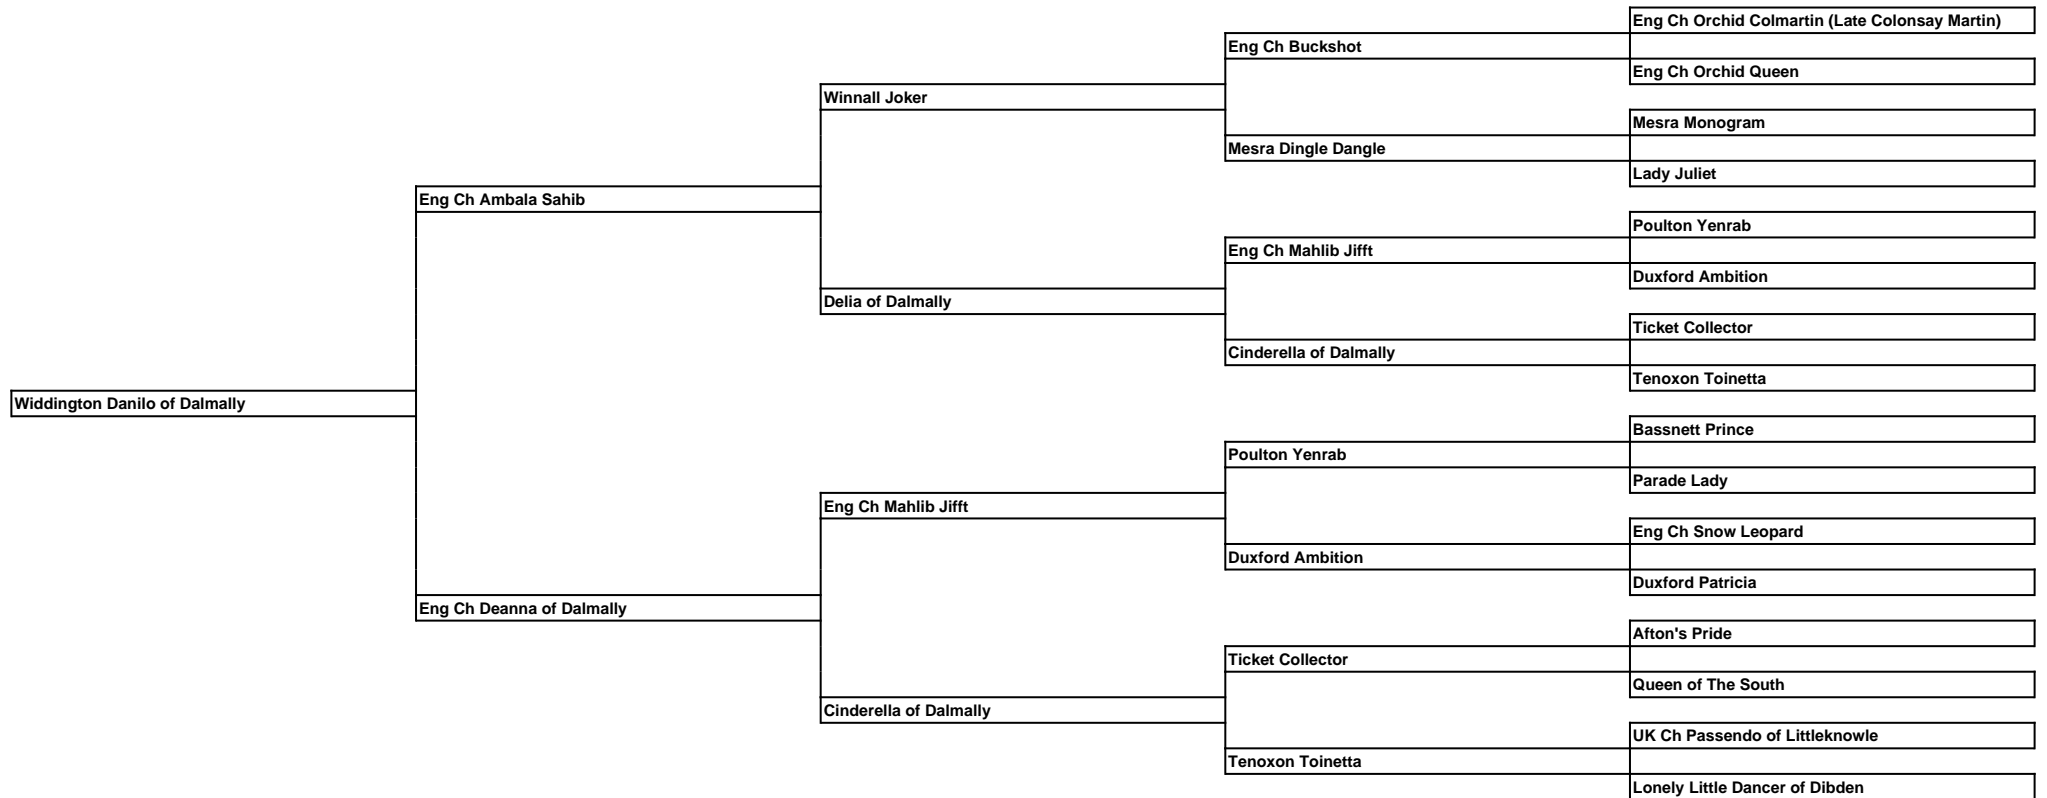 Eng Ch Orchid Colmartin (Late Colonsay Martin)
Eng Ch Buckshot
Eng Ch Orchid Queen
Winnall Joker
Mesra Monogram
Mesra Dingle Dangle
Lady Juliet
Eng Ch Ambala Sahib
Poulton Yenrab
Eng Ch Mahlib Jifft
Duxford Ambition
Delia of Dalmally
Ticket Collector
Cinderella of Dalmally
Tenoxon Toinetta
Widdington Danilo of Dalmally
Bassnett Prince
Poulton Yenrab
Parade Lady
Eng Ch Mahlib Jifft
Eng Ch Snow Leopard
Duxford Ambition
Duxford Patricia
Eng Ch Deanna of Dalmally
Afton's Pride
Ticket Collector
Queen of The South
Cinderella of Dalmally
UK Ch Passendo of Littleknowle
Tenoxon Toinetta
Lonely Little Dancer of Dibden